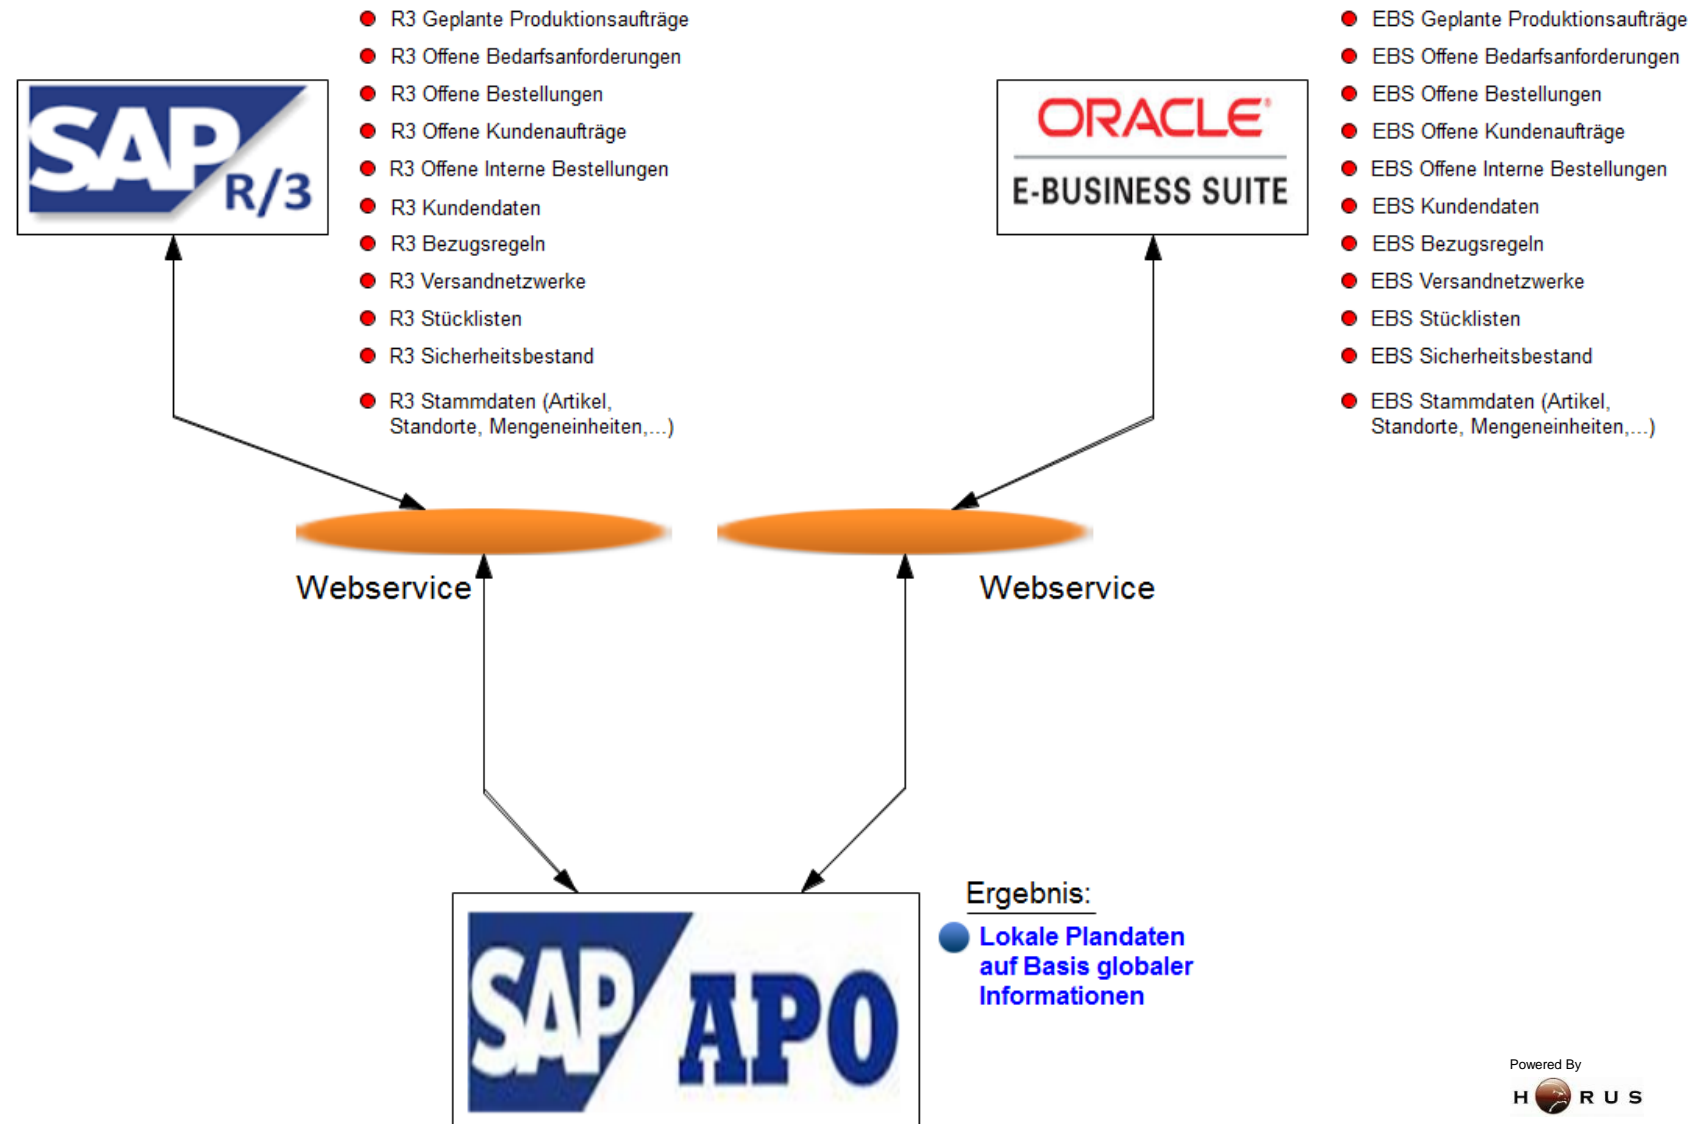 R3 Geplante Produktionsaufträge
R3 Offene Bedarfsanforderungen
R3 Offene Bestellungen
R3 Offene Kundenaufträge
R3 Offene Interne Bestellungen
R3 Kundendaten
R3 Bezugsregeln
R3 Versandnetzwerke
R3 Stücklisten
R3 Sicherheitsbestand
R3 Stammdaten (Artikel,
Standorte, Mengeneinheiten,...)
SAP
R/3
ORACLE®
E-BUSINESS SUITE
EBS Geplante Produktionsaufträge
EBS Offene Bedarfsanforderungen
EBS Offene Bestellungen
EBS Offene Kundenaufträge
EBS Offene Interne Bestellungen
EBS Kundendaten
EBS Bezugsregeln
EBS Versandnetzwerke
EBS Stücklisten
EBS Sicherheitsbestand
EBS Stammdaten (Artikel,
Standorte, Mengeneinheiten,...)
Webservice
Webservice
SAP APO
Ergebnis:
Lokale Plandaten
auf Basis globaler
Informationen
Powered By
HORUS